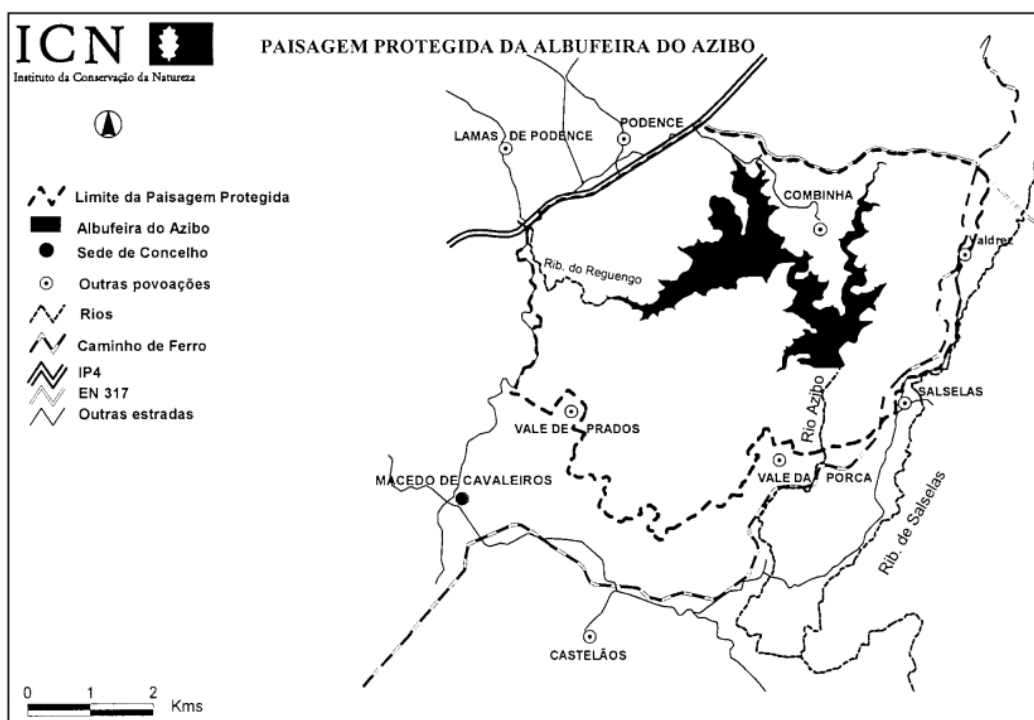 ICN
Instituto da Conservação da Natureza
PAISAGEM PROTEGIDA DA ALBUFEIRA DO AZIBO
PODENCE
LAMAS DE PODENCE
COMBINHA
Valdrez
Rib. do Reguengo
Limite da Paisagem Protegida
Albufeira do Azibo
Sede de Concelho
Outras povoações
Rios
Caminho de Ferro
IP4
EN 317
Outras estradas
SALSELAS
Rio Azibo
VALE DE PRADOS
VALE DA PORCA
MACEDO DE CAVALEIROS
Rib. de Salselas
CASTELÃOS
0 1 2
Kms